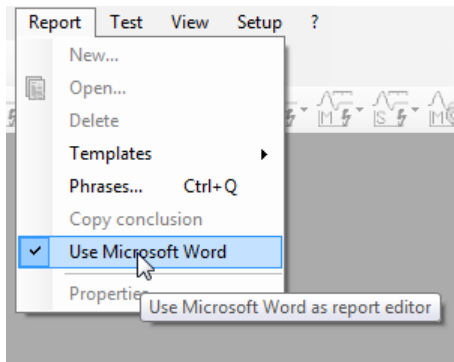 Report Test View Setup ?
New...
Open...
Delete
Templates
Phrases... Ctrl+Q
Copy conclusion
Use Microsoft Word
Properties
Use Microsoft Word as report editor